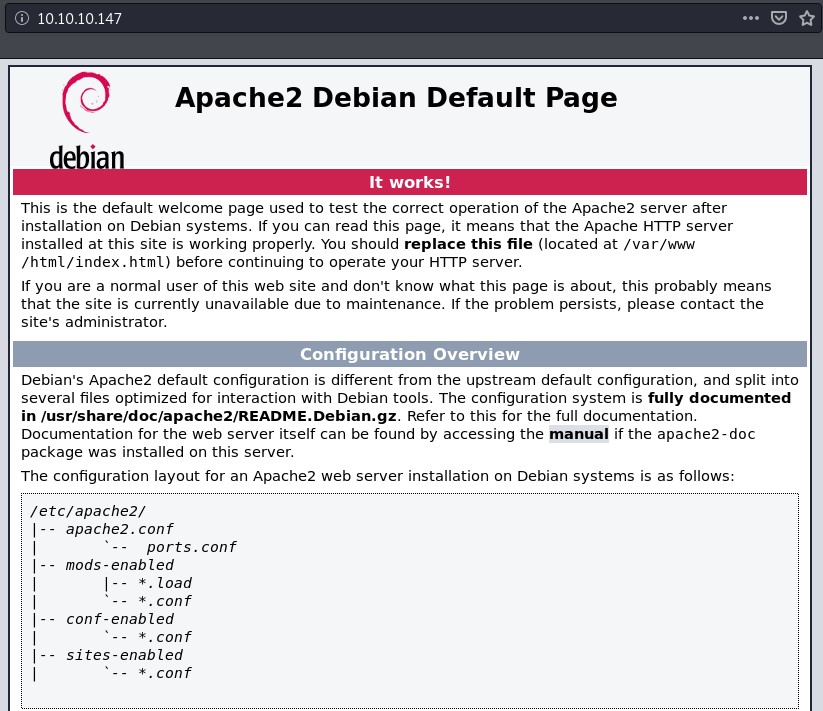 10.10.10.147
debian
Apache2 Debian Default Page
It works!
This is the default welcome page used to test the correct operation of the Apache2 server after
installation on Debian systems. If you can read this page, it means that the Apache HTTP server
installed at this site is working properly. You should replace this file (located at /var/www
/html/index.html) before continuing to operate your HTTP server.
If you are a normal user of this web site and don't know what this page is about, this probably means
that the site is currently unavailable due to maintenance. If the problem persists, please contact the
site's administrator.
Configuration Overview
Debian's Apache2 default configuration is different from the upstream default configuration, and split into
several files optimized for interaction with Debian tools. The configuration system is fully documented
in /usr/share/doc/apache2/README.Debian.gz. Refer to this for the full documentation.
Documentation for the web server itself can be found by accessing the manual if the apache2-doc
package was installed on this server.
The configuration layout for an Apache2 web server installation on Debian systems is as follows:
/etc/apache2/
|-- apache2.conf
|       `--  ports.conf
|-- mods-enabled
|       |-- *.load
|       `-- *.conf
|-- conf-enabled
|       `-- *.conf
|-- sites-enabled
|       `-- *.conf